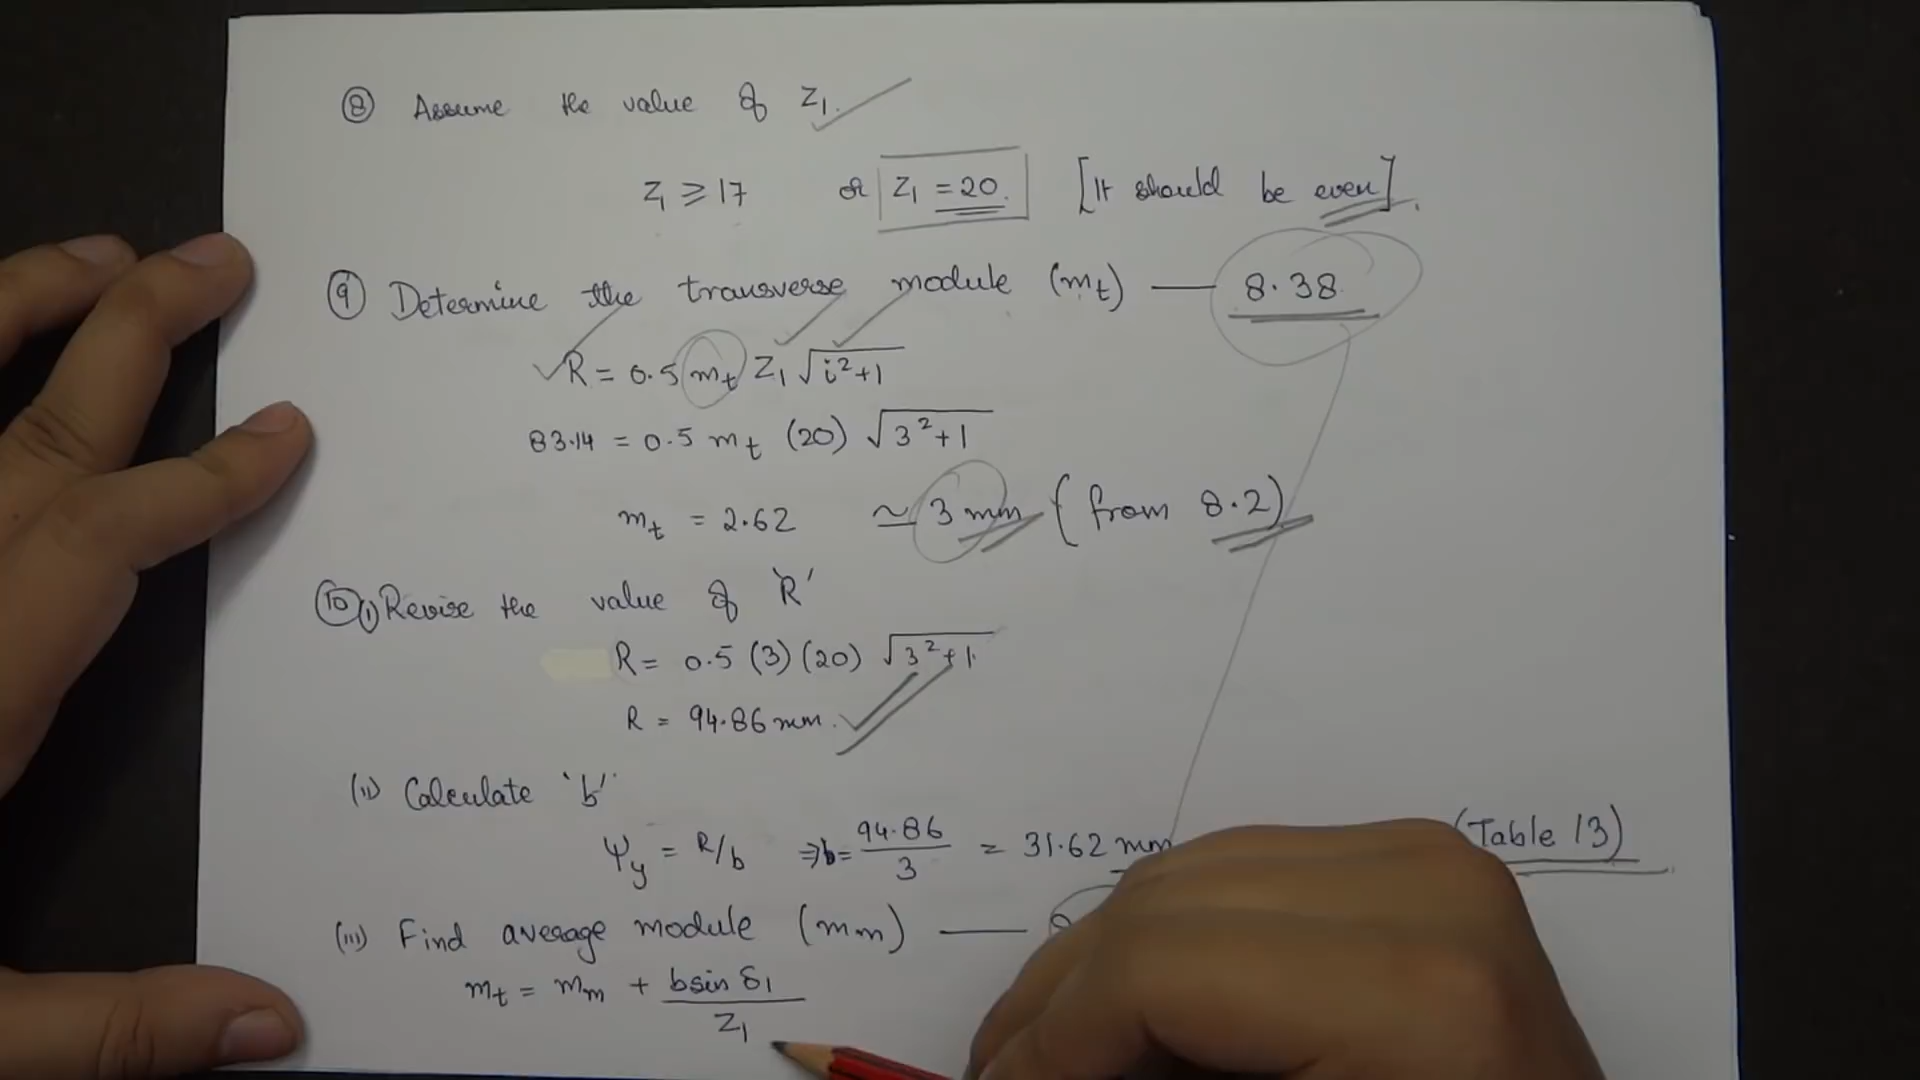 ⑧ Assume the value of Z₁.
Z₁ ≥ 17 or Z₁ = 20. [It should be even].
⑨ Determine the transverse module (mₜ) — 8.38
R = 0.5 mₜ Z₁ √(i²+1)
83.14 = 0.5 mₜ (20) √(3²+1)
mₜ = 2.62 ≃ 3 mm (from 8.2)
⑩ (i) Revise the value of 'R'
R = 0.5 (3) (20) √(3²+1)
R = 94.86 mm.
(ii) Calculate 'b'
ψy = R/b ⇒ b = 94.86/3 = 31.62 mm (Table 13)
(iii) Find average module (mₘ) —
mₜ = mₘ + b sin δ₁ / Z₁